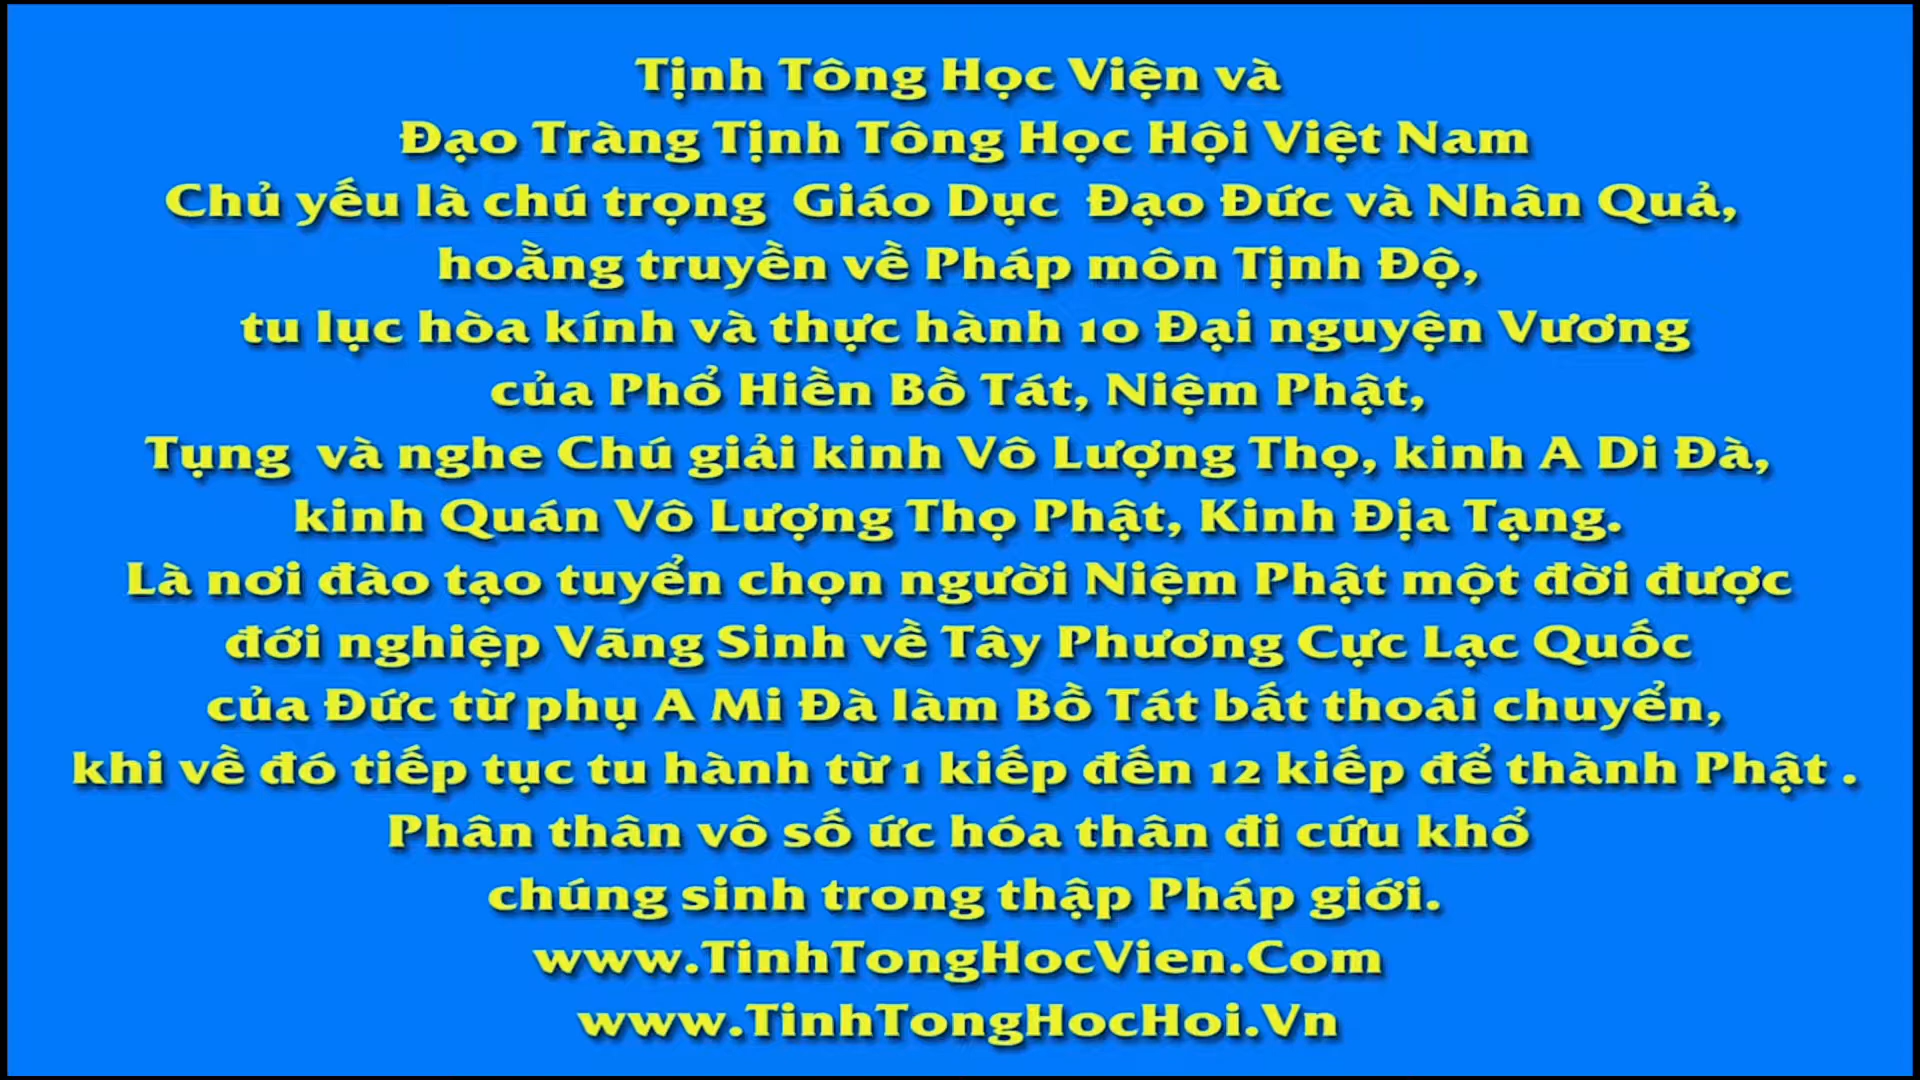 Tịnh Tông Học Viện và
Đạo Tràng Tịnh Tông Học Hội Việt Nam
Chủ yếu là chú trọng Giáo Dục Đạo Đức và Nhân Quả,
hoằng truyền về Pháp môn Tịnh Độ,
tu lục hòa kính và thực hành 10 Đại nguyện Vương
của Phổ Hiền Bồ Tát, Niệm Phật,
Tụng và nghe Chú giải kinh Vô Lượng Thọ, kinh A Di Đà,
kinh Quán Vô Lượng Thọ Phật, Kinh Địa Tạng.
Là nơi đào tạo tuyển chọn người Niệm Phật một đời được
đới nghiệp Vãng Sinh về Tây Phương Cực Lạc Quốc
của Đức từ phụ A Mi Đà làm Bồ Tát bất thoái chuyển,
khi về đó tiếp tục tu hành từ 1 kiếp đến 12 kiếp để thành Phật .
Phân thân vô số ức hóa thân đi cứu khổ
chúng sinh trong thập Pháp giới.
www.TinhTongHocVien.Com
www.TinhTongHocHoi.Vn